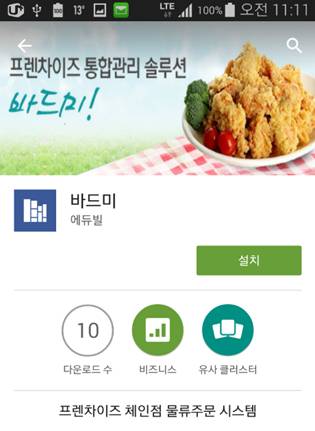 100 13° LTE 100% 오전 11:11
프렌차이즈 통합관리 솔루션
바드미!
바드미
에듀빌
설치
10
다운로드 수
비즈니스
유사 클러스터
프렌차이즈 체인점 물류주문 시스템